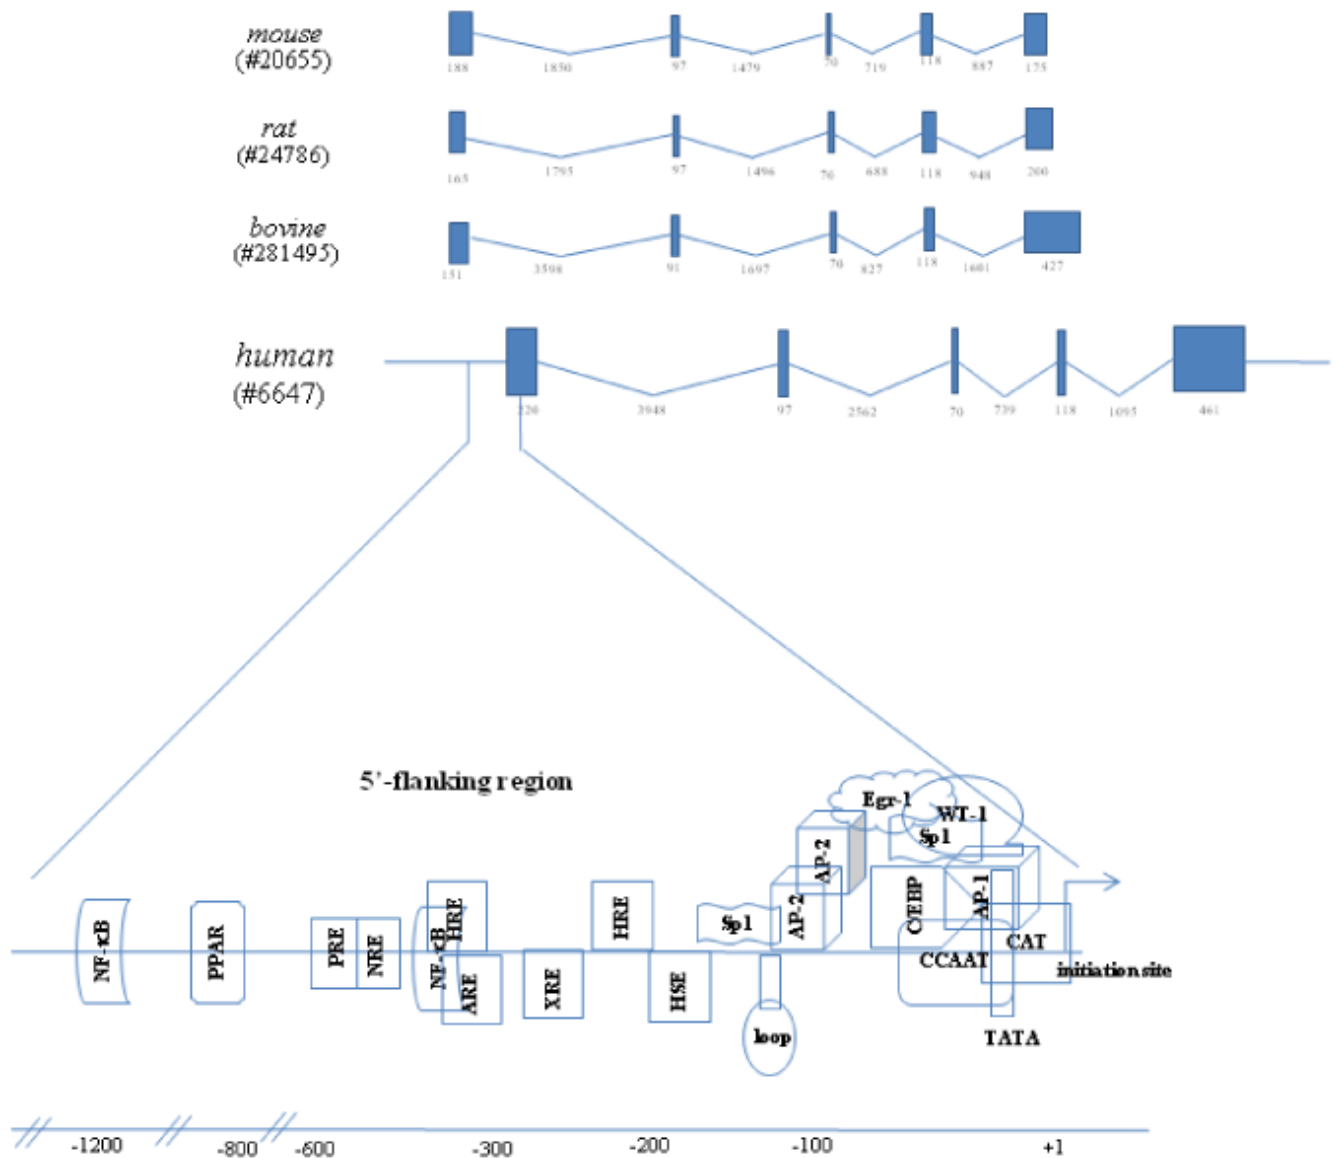 mouse
(#20655)
188 1850 97 1479 70 719 118 887 175
rat
(#24786)
165 1795 97 1496 70 688 118 948 200
bovine
(#281495)
151 3598 91 1697 70 827 118 1601 427
human
(#6647)
220 3948 97 2562 70 739 118 1095 461
5'-flanking region
Egr-1
WT-1
Sp1
AP-2
AP-2
C/EBP
AP-1
NF-κB
PPAR
PRE
NRE
NF-κB
HRE
ARE
XRE
HRE
HSE
Sp1
CCAAT
CAT
initiation site
loop
TATA
-1200 -800 -600 -300 -200 -100 +1